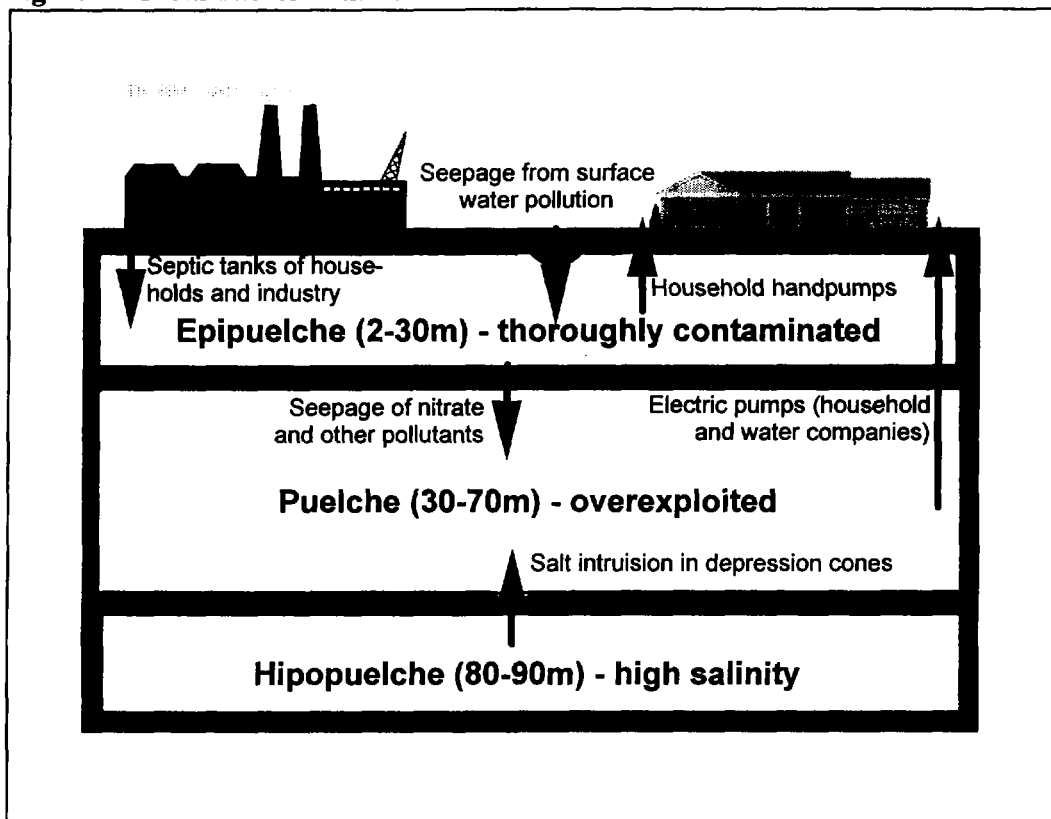 Seepage from surface
water pollution
Septic tanks of house-
holds and industry
Household handpumps
Epipuelche (2-30m) - thoroughly contaminated
Seepage of nitrate
and other pollutants
Electric pumps (household
and water companies)
Puelche (30-70m) - overexploited
Salt intruision in depression cones
Hipopuelche (80-90m) - high salinity